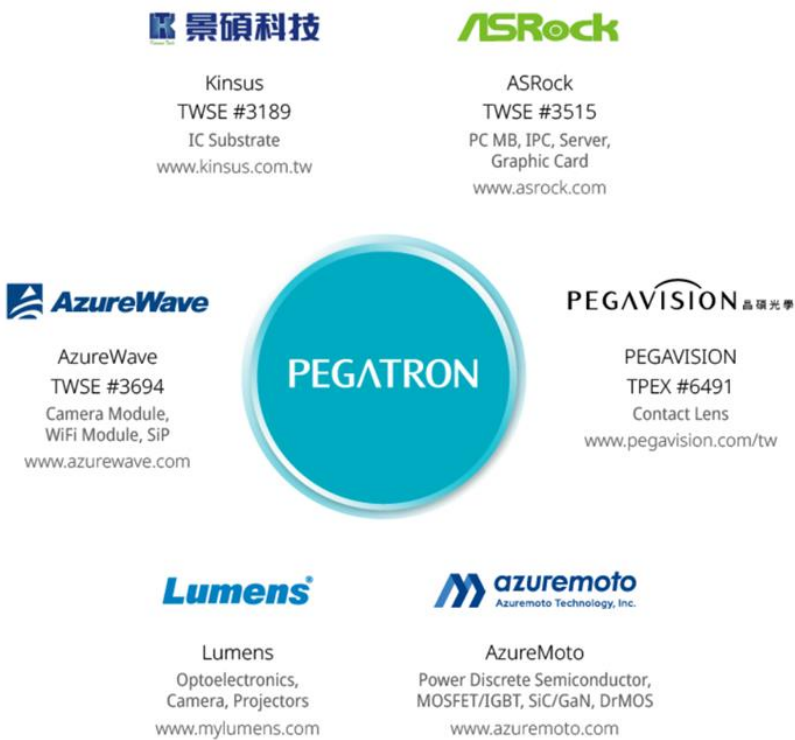 景碩科技
Kinsus
TWSE #3189
IC Substrate
www.kinsus.com.tw
ASRock
ASRock
TWSE #3515
PC MB, IPC, Server,
Graphic Card
www.asrock.com
AzureWave
AzureWave
TWSE #3694
Camera Module,
WiFi Module, SiP
www.azurewave.com
PEGATRON
PEGAVISION 晶碩光學
PEGAVISION
TPEX #6491
Contact Lens
www.pegavision.com/tw
Lumens
Lumens
Optoelectronics,
Camera, Projectors
www.mylumens.com
azuremoto
Azuremoto Technology, Inc.
AzureMoto
Power Discrete Semiconductor,
MOSFET/IGBT, SiC/GaN, DrMOS
www.azuremoto.com